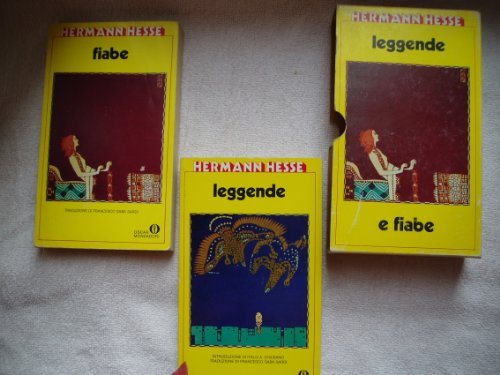 HERMANN HESSE
fiabe
TRADUZIONE DI FRANCESCO SABA SARDI
OSCAR
MONDADORI
HERMANN HESSE
leggende
INTRODUZIONE DI ITALO A. CHIUSANO
TRADUZIONE DI FRANCESCO SABA SARDI
HERMANN HESSE
leggende
e fiabe